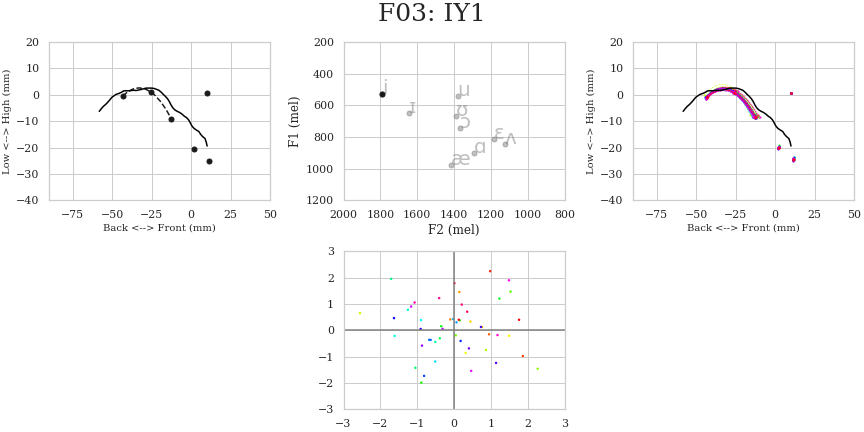 F03: IY1
20
10
0
−10
−20
−30
−40
−75 −50 −25 0 25 50
Low <--> High (mm)
Back <--> Front (mm)
200
400
600
800
1000
1200
2000 1800 1600 1400 1200 1000 800
F1 (mel)
F2 (mel)
i
ɪ
u
ʊ
ɔ
ɛ
ʌ
ɑ
æ
20
10
0
−10
−20
−30
−40
−75 −50 −25 0 25 50
Low <--> High (mm)
Back <--> Front (mm)
3
2
1
0
−1
−2
−3
−3 −2 −1 0 1 2 3